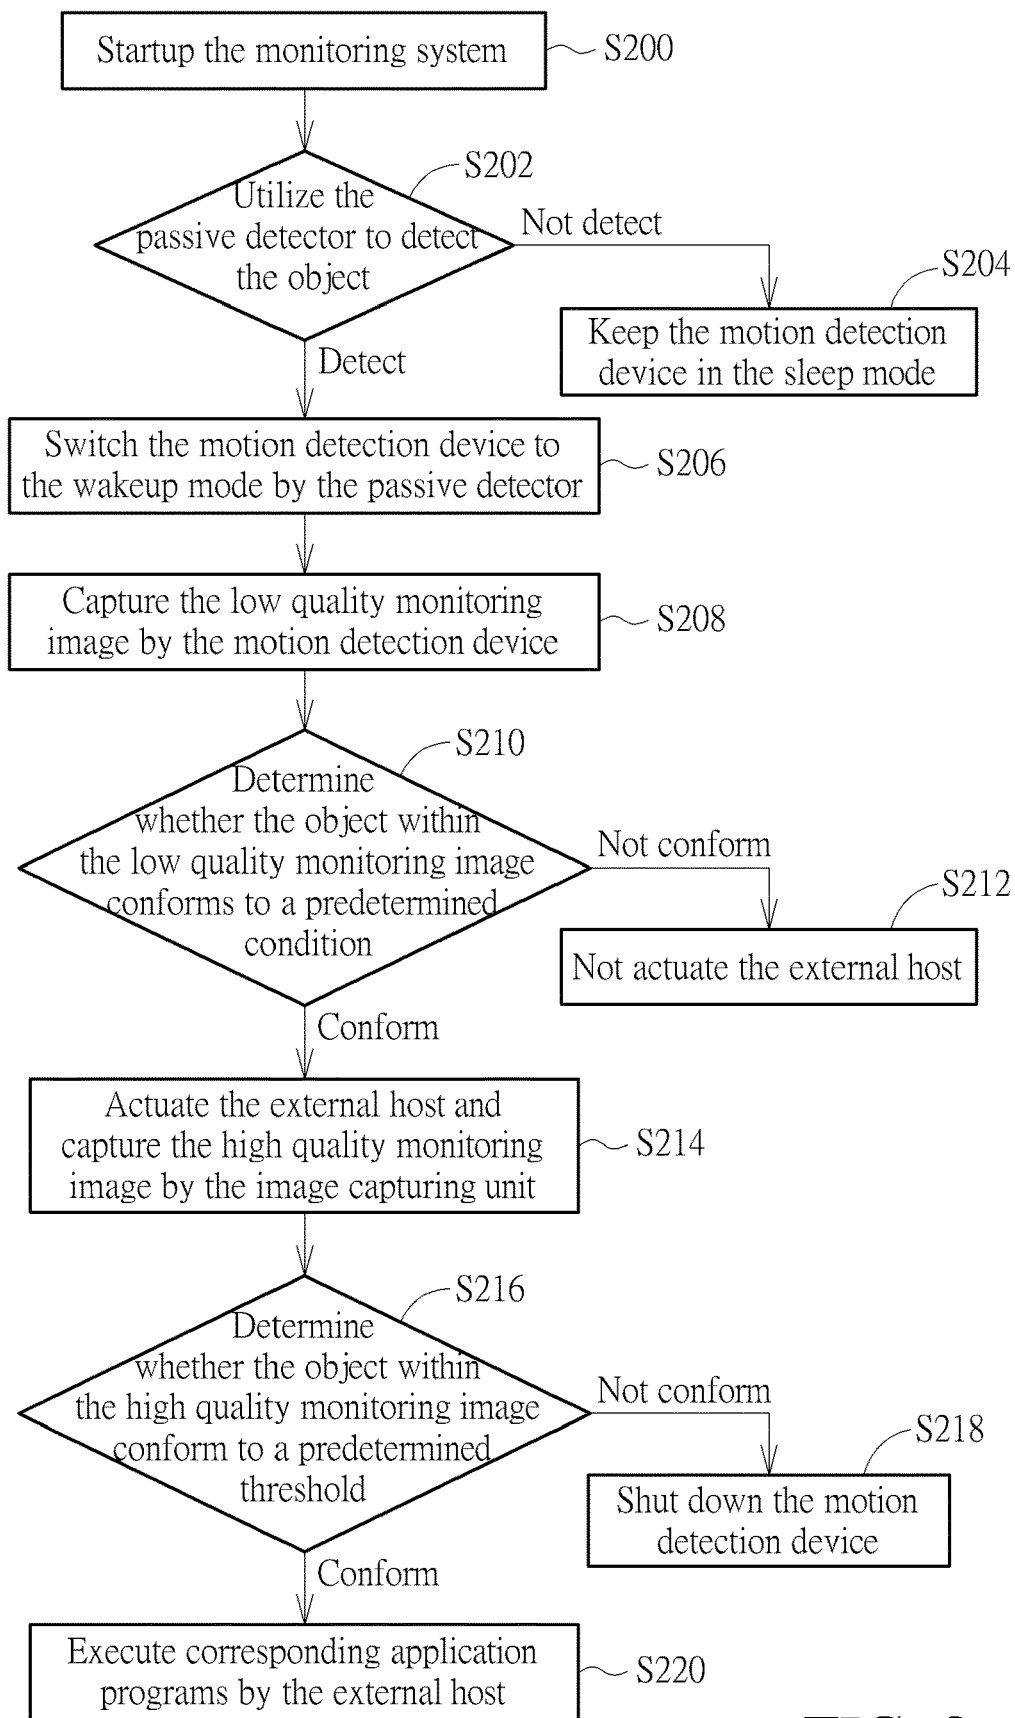 Startup the monitoring system
S200
S202
Utilize the
passive detector to detect
the object
Not detect
S204
Keep the motion detection
device in the sleep mode
Detect
Switch the motion detection device to
the wakeup mode by the passive detector
S206
Capture the low quality monitoring
image by the motion detection device
S208
S210
Determine
whether the object within
the low quality monitoring image
conforms to a predetermined
condition
Not conform
S212
Not actuate the external host
Conform
Actuate the external host and
capture the high quality monitoring
image by the image capturing unit
S214
S216
Determine
whether the object within
the high quality monitoring image
conform to a predetermined
threshold
Not conform
S218
Shut down the motion
detection device
Conform
Execute corresponding application
programs by the external host
S220